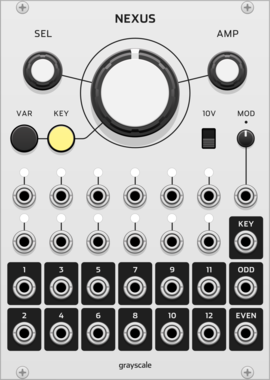 NEXUS
SEL AMP
VAR KEY 10V MOD
KEY
1 3 5 7 9 11 ODD
2 4 6 8 10 12 EVEN
grayscale